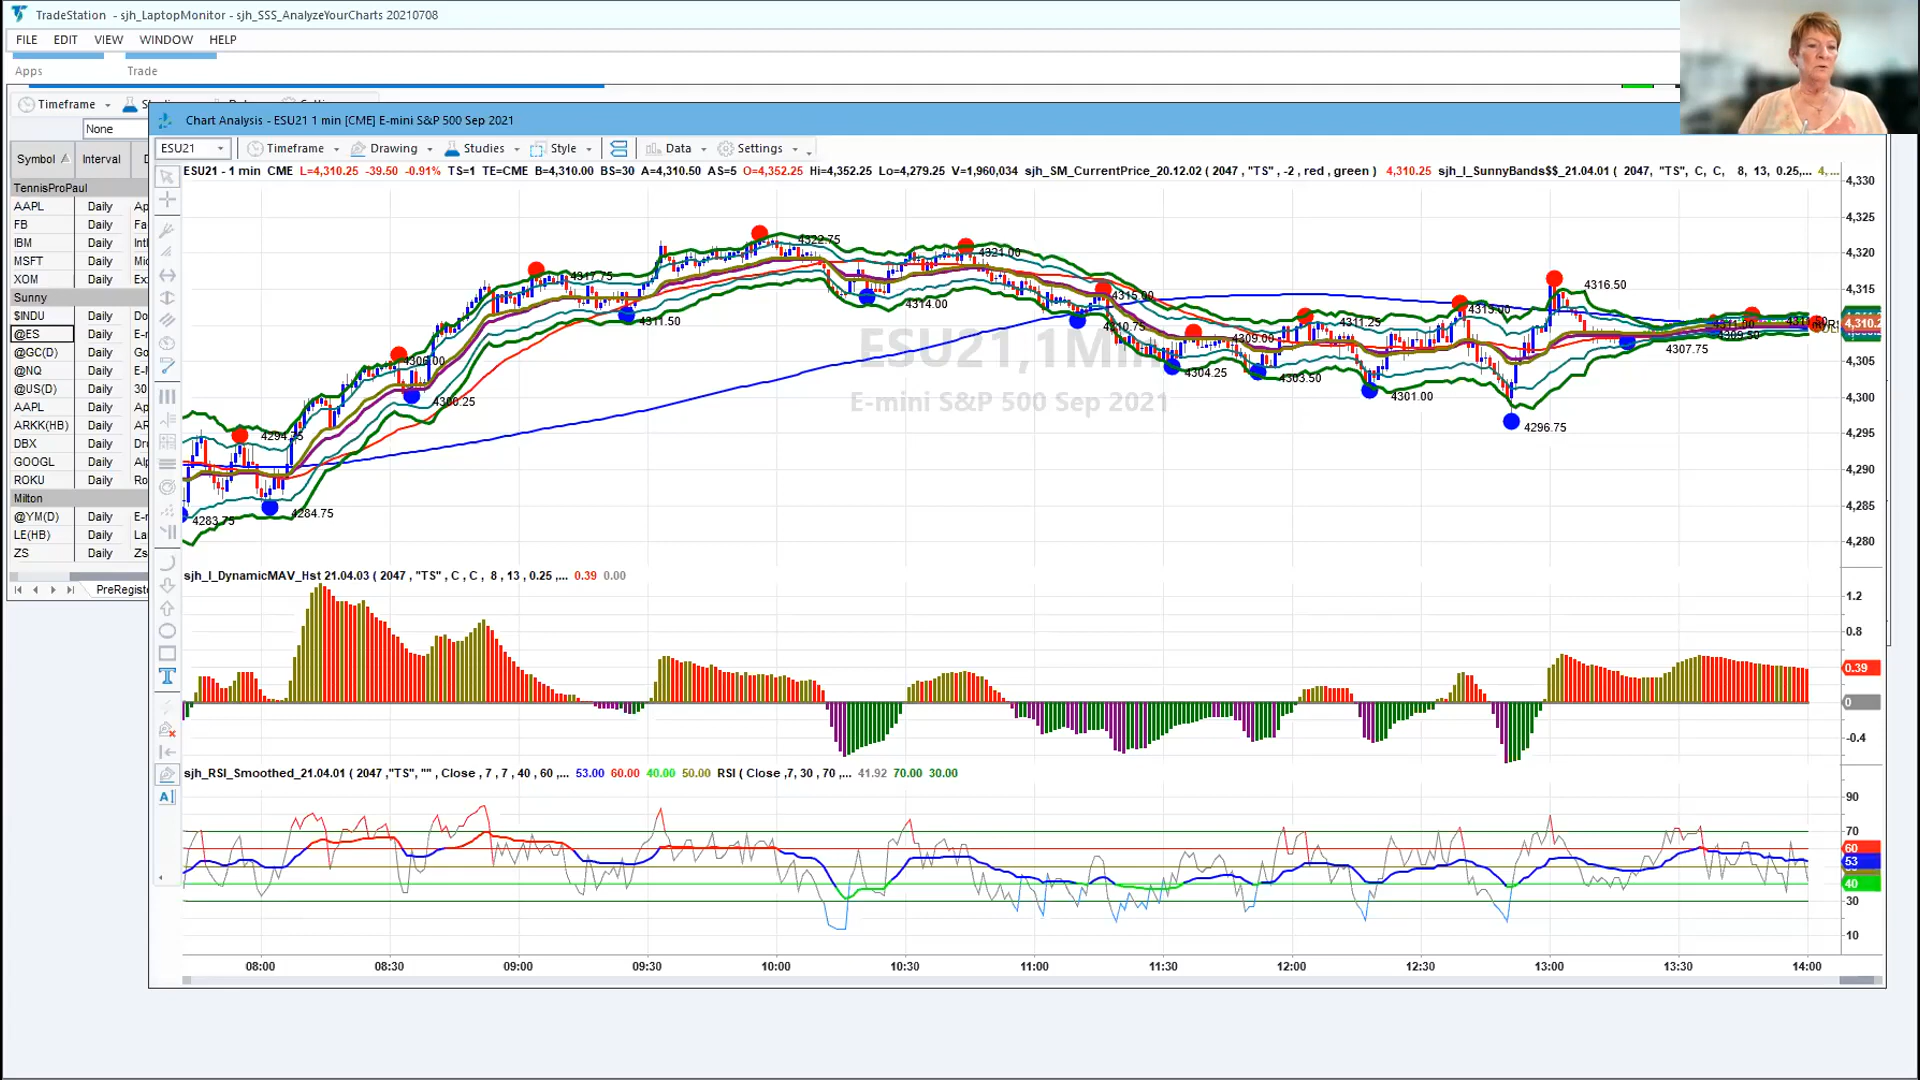 TradeStation - sjh_LaptopMonitor - sjh_SSS_AnalyzeYourCharts 20210708
FILE EDIT VIEW WINDOW HELP
Apps Trade
Timeframe
None
Symbol Interval
TennisProPaul
AAPL Daily
FB Daily
IBM Daily
MSFT Daily
XOM Daily
Sunny
$INDU Daily
@ES Daily
@GC(D) Daily
@NQ Daily
@US(D) Daily
AAPL Daily
ARKK(HB) Daily
DBX Daily
GOOGL Daily
ROKU Daily
Milton
@YM(D) Daily
LE(HB) Daily
ZS Daily
PreRegiste
Chart Analysis - ESU21 1 min [CME] E-mini S&P 500 Sep 2021
ESU21 Timeframe Drawing Studies Style Data Settings
ESU21 - 1 min CME L=4,310.25 -39.50 -0.91% TS=1 TE=CME B=4,310.00 BS=30 A=4,310.50 AS=5 O=4,352.25 Hi=4,352.25 Lo=4,279.25 V=1,960,034 sjh_SM_CurrentPrice_20.12.02 ( 2047 , "TS" , -2 , red , green ) 4,310.25 sjh_I_SunnyBands$$_21.04.01 ( 2047, "TS", C, C, 8, 13, 0.25,... 4,...
ESU21,1M
E-mini S&P 500 Sep 2021
4283.75
4294.75
4284.75
4306.00
4300.25
4317.75
4311.50
4322.75
4314.00
4321.00
4310.75
4315.00
4304.25
4309.00
4303.50
4311.25
4301.00
4313.00
4296.75
4316.50
4307.75
4311.00
4309.50
4,330
4,325
4,320
4,315
4,310.2
4,305
4,300
4,295
4,290
4,285
4,280
sjh_I_DynamicMAV_Hst 21.04.03 ( 2047 , "TS" , C , C , 8 , 13 , 0.25 ,... 0.39 0.00
1.2
0.8
0.39
0
-0.4
sjh_RSI_Smoothed_21.04.01 ( 2047 ,"TS", "" , Close , 7 , 7 , 40 , 60 ,... 53.00 60.00 40.00 50.00 RSI ( Close ,7, 30 , 70 ,... 41.92 70.00 30.00
90
70
60
53
40
30
10
08:00 08:30 09:00 09:30 10:00 10:30 11:00 11:30 12:00 12:30 13:00 13:30 14:00